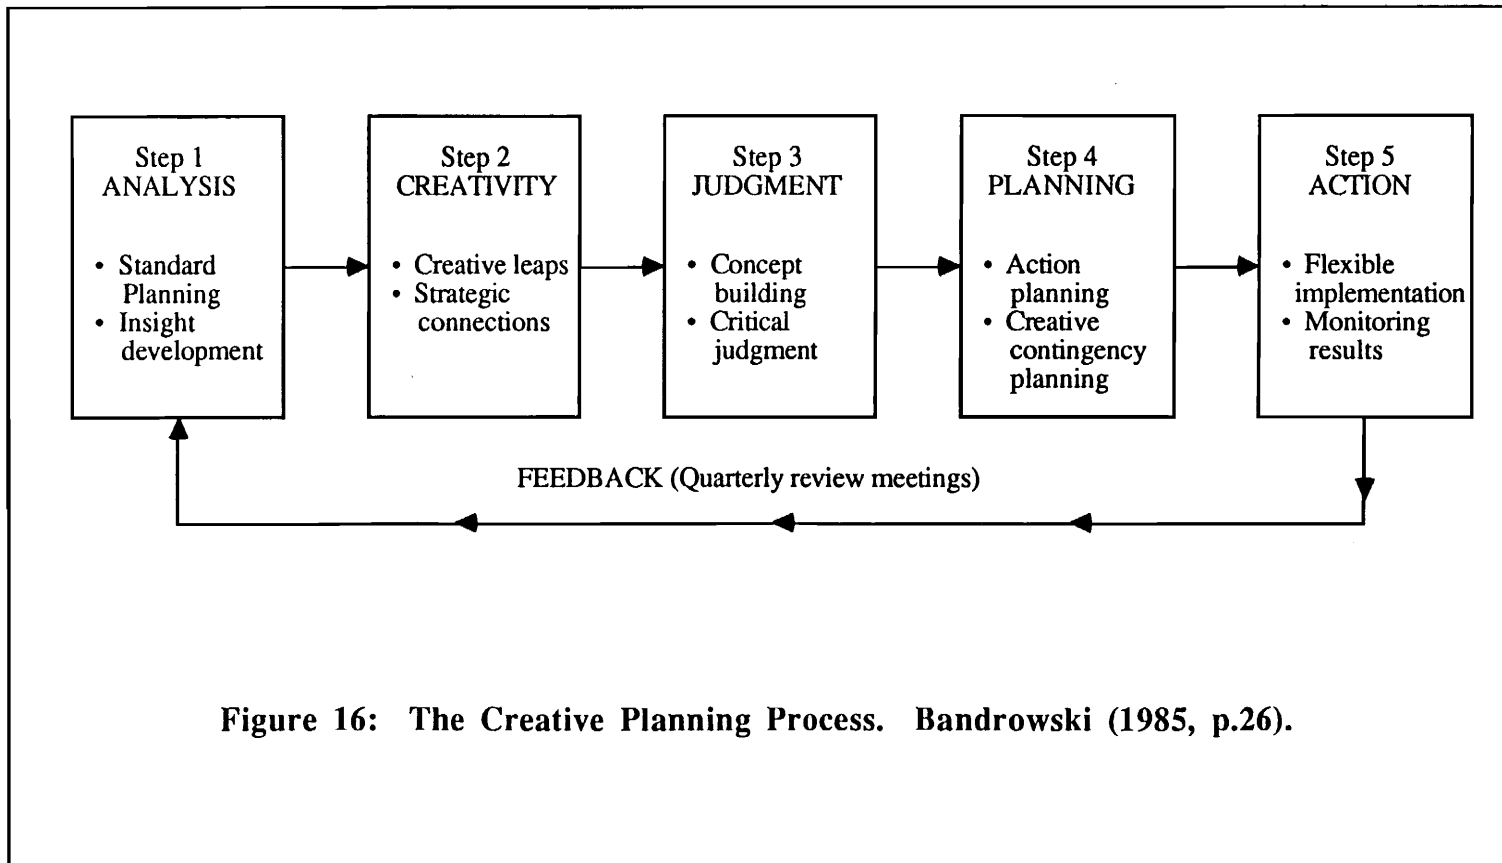 Step 1
ANALYSIS
• Standard
Planning
• Insight
development
Step 2
CREATIVITY
• Creative leaps
• Strategic
connections
Step 3
JUDGMENT
• Concept
building
• Critical
judgment
Step 4
PLANNING
• Action
planning
• Creative
contingency
planning
Step 5
ACTION
• Flexible
implementation
• Monitoring
results
FEEDBACK (Quarterly review meetings)
Figure 16: The Creative Planning Process. Bandrowski (1985, p.26).